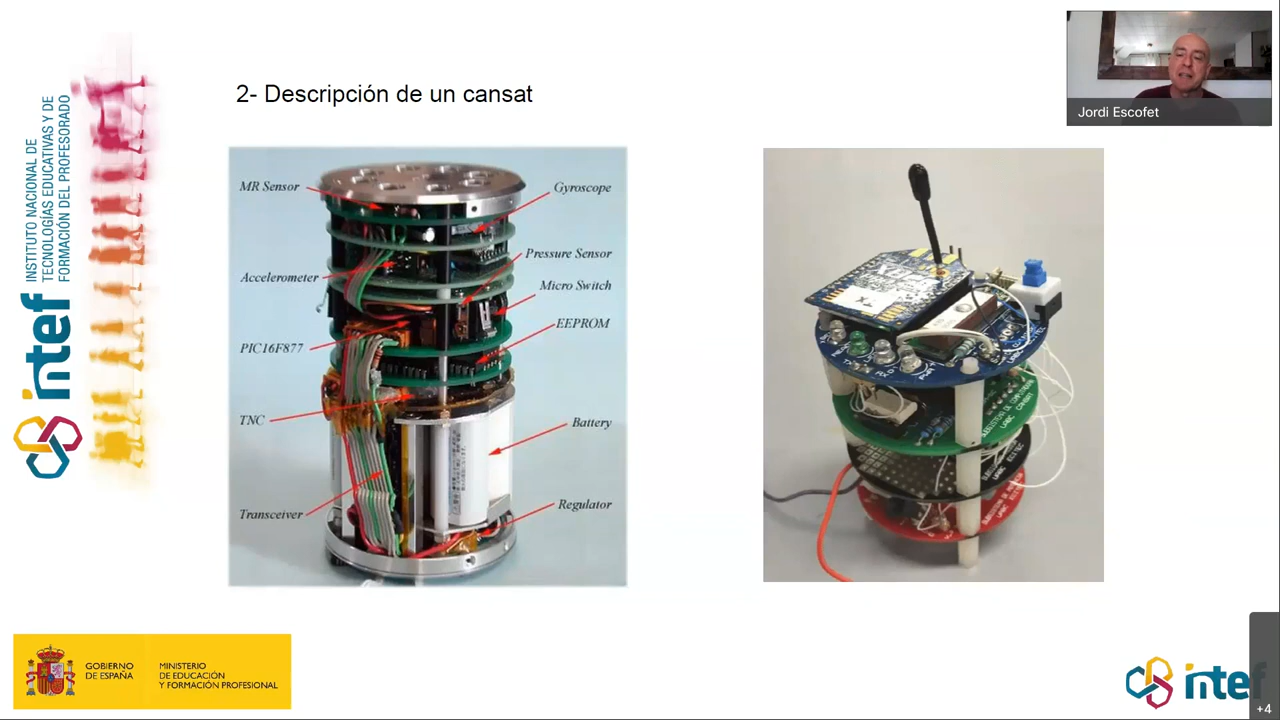 INSTITUTO NACIONAL DE
TECNOLOGÍAS EDUCATIVAS Y DE
FORMACIÓN DEL PROFESORADO
intef
2- Descripción de un cansat
Jordi Escofet
MR Sensor
Gyroscope
Pressure Sensor
Accelerometer
Micro Switch
EEPROM
PIC16F877
TNC
Battery
Transceiver
Regulator
GOBIERNO
DE ESPAÑA
MINISTERIO
DE EDUCACIÓN
Y FORMACIÓN PROFESIONAL
intef
+4